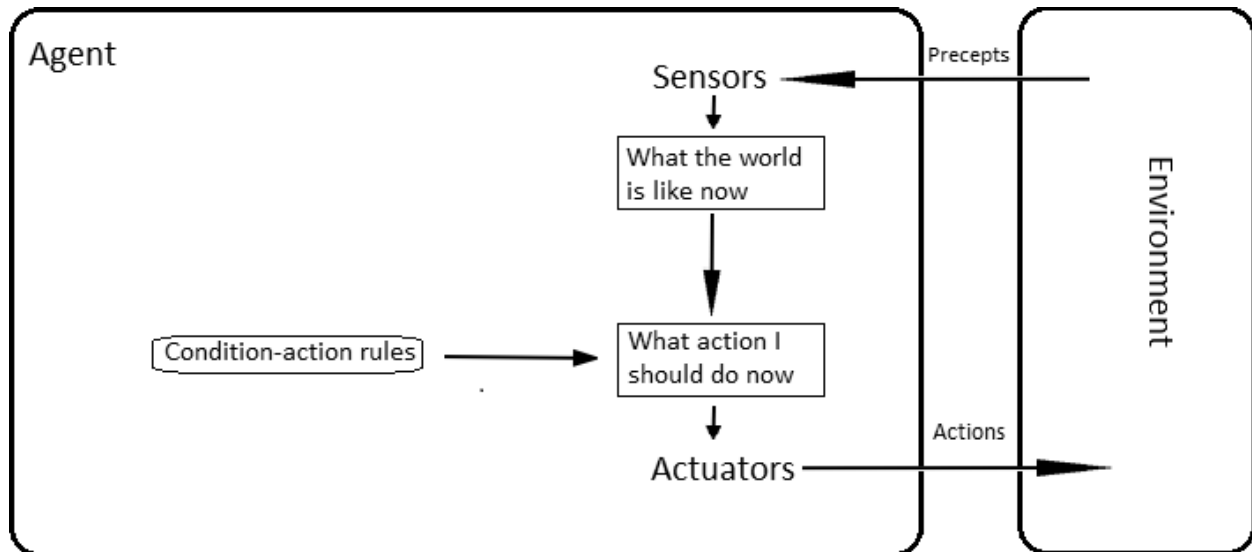 Agent
Precepts
Sensors
What the world
is like now
Environment
Condition-action rules
What action I
should do now
Actions
Actuators